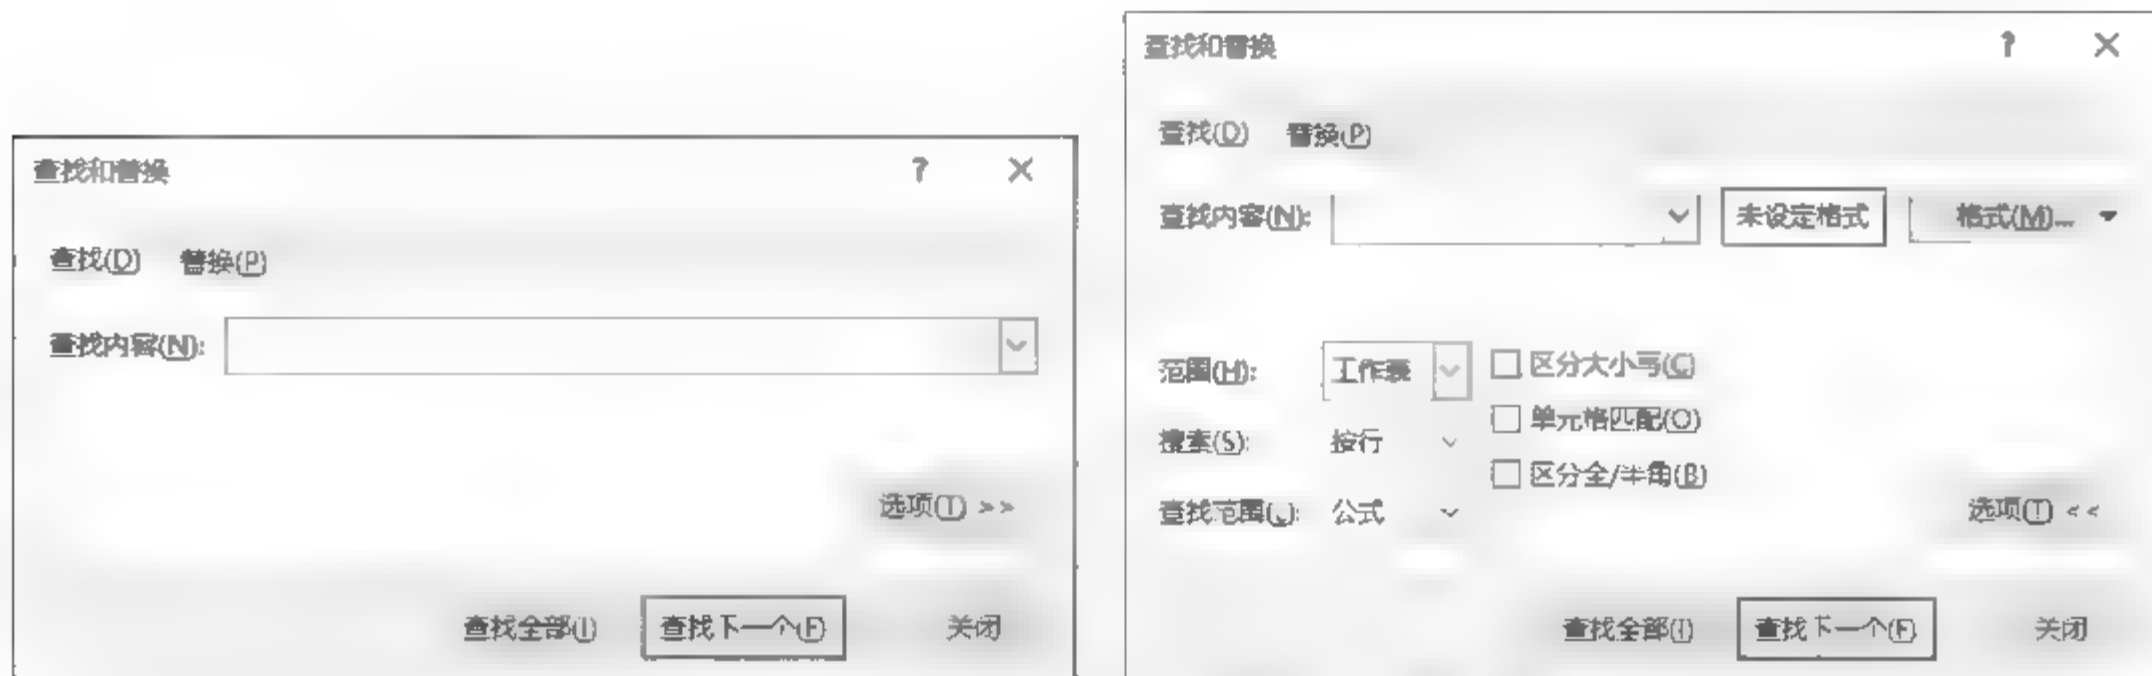 查找和替换 ? ×
查找(D) 替换(P)
查找内容(N):
选项(T) >>
查找全部(I) 查找下一个(F) 关闭
查找和替换 ? ×
查找(D) 替换(P)
查找内容(N): 未设定格式 格式(M)...
范围(H): 工作表 区分大小写(C)
单元格匹配(O)
搜索(S): 按行
区分全/半角(B)
查找范围(L): 公式
选项(T) <<
查找全部(I) 查找下一个(F) 关闭